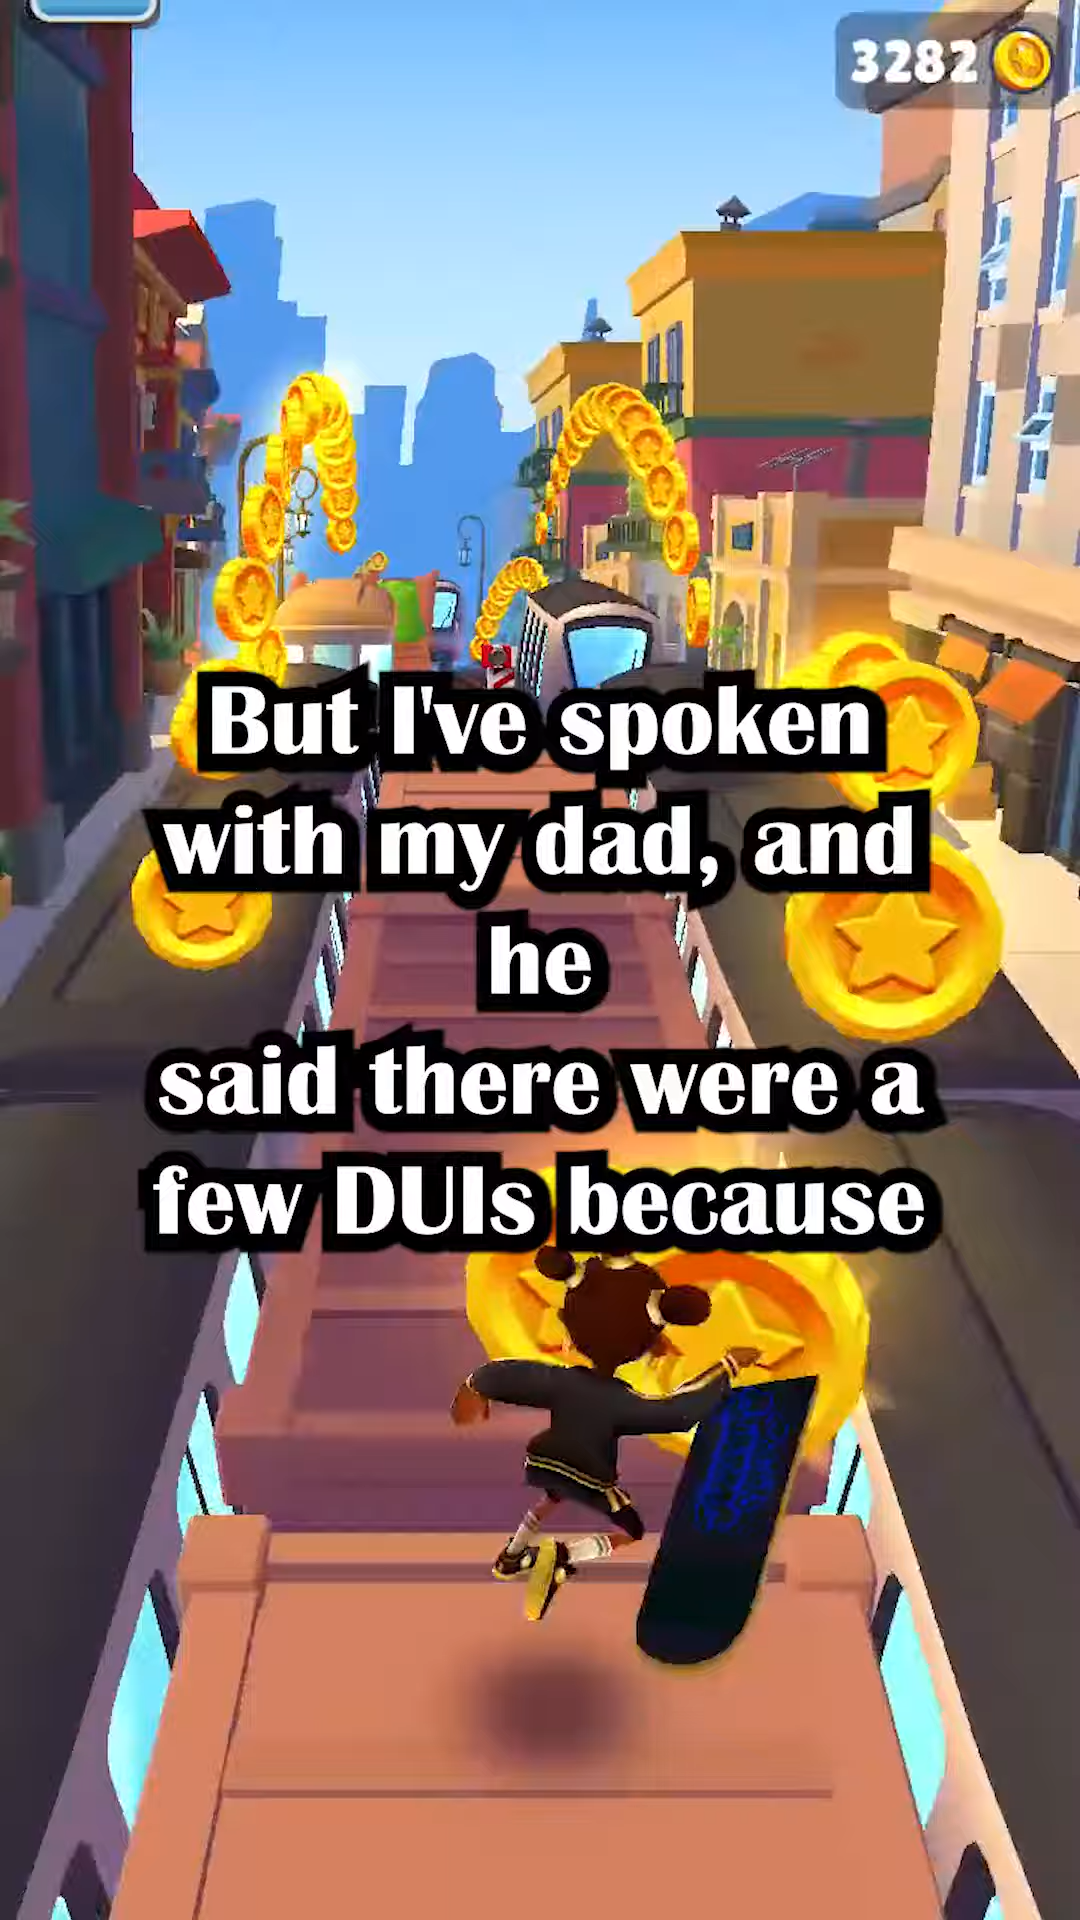 3282
But I've spoken
with my dad, and
he
said there were a
few DUIs because